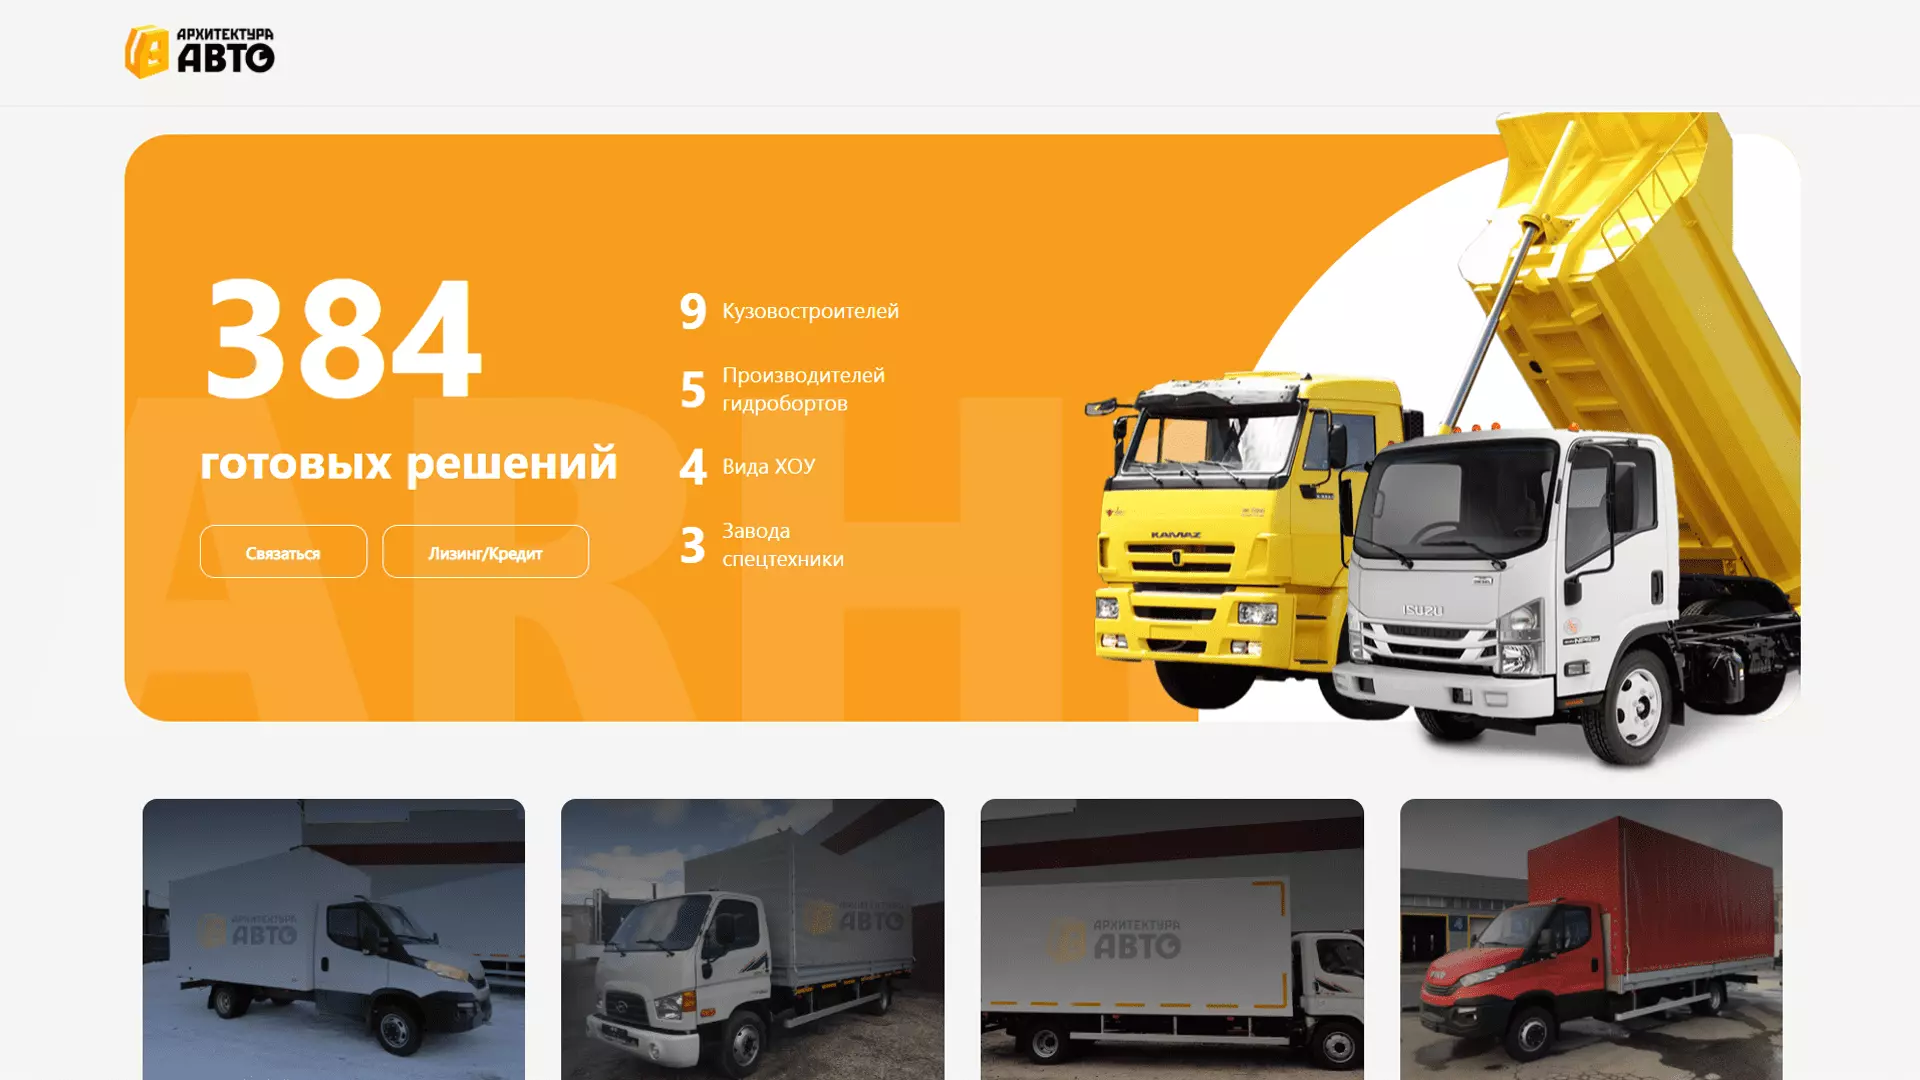 АРХИТЕКТУРА
АВТО
384
готовых решений
Связаться
Лизинг/Кредит
9 Кузовостроителей
5 Производителей
гидробортов
4 Вида ХОУ
3 Завода
спецтехники
ARH
KAMAZ
ISUZU
АРХИТЕКТУРА
АВТО
АРХИТЕКТУРА
АВТО
АРХИТЕКТУРА
АВТО